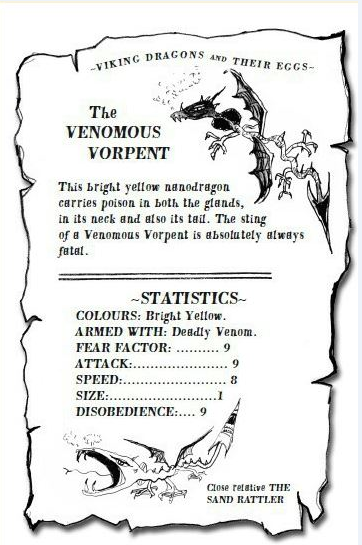 ~VIKING DRAGONS AND THEIR EGGS~
The
VENOMOUS
VORPENT
This bright yellow nanodragon
carries poison in both the glands,
in its neck and also its tail. The sting
of a Venomous Vorpent is absolutely always
fatal.
~STATISTICS~
COLOURS: Bright Yellow.
ARMED WITH: Deadly Venom.
FEAR FACTOR: .......... 9
ATTACK:....................... 9
SPEED:........................ 8
SIZE:.........................1
DISOBEDIENCE:.... 9
Close relative THE
SAND RATTLER